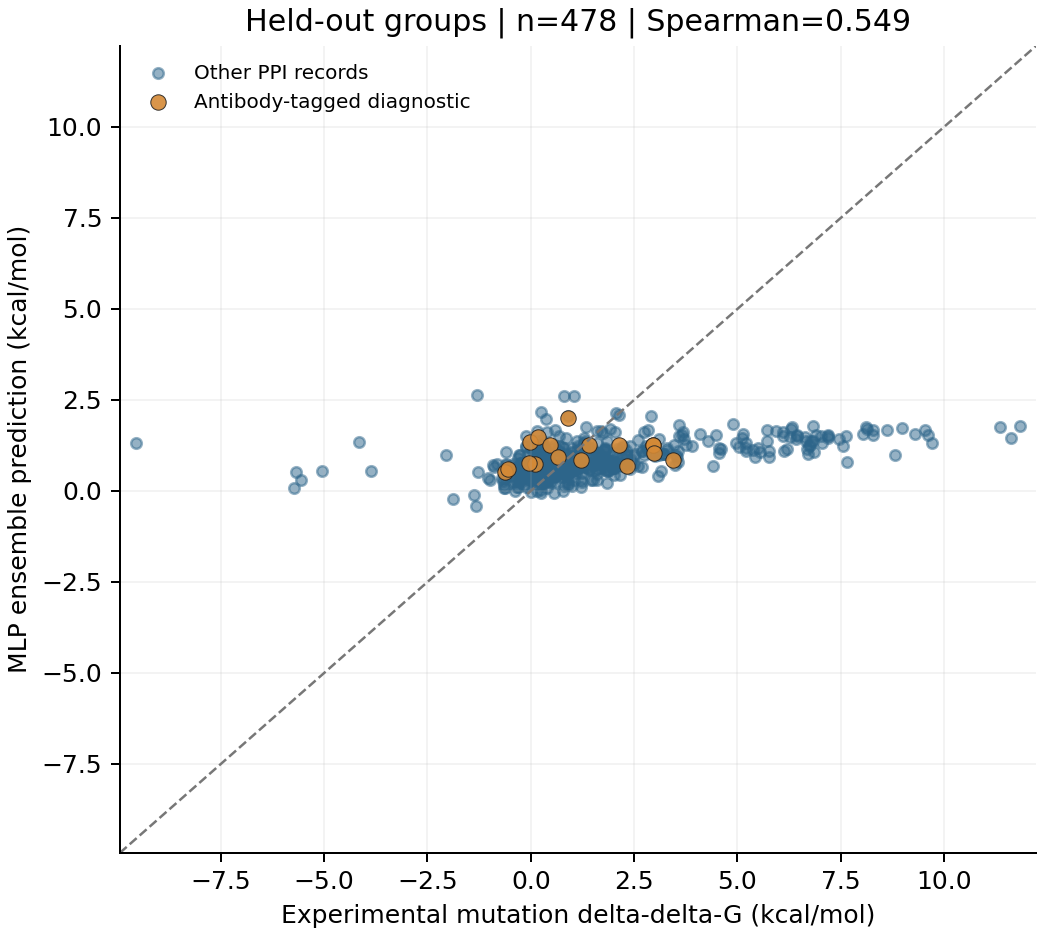 Held-out groups | n=478 | Spearman=0.549
Other PPI records
Antibody-tagged diagnostic
10.0
7.5
5.0
2.5
0.0
−2.5
−5.0
−7.5
MLP ensemble prediction (kcal/mol)
−7.5 −5.0 −2.5 0.0 2.5 5.0 7.5 10.0
Experimental mutation delta-delta-G (kcal/mol)